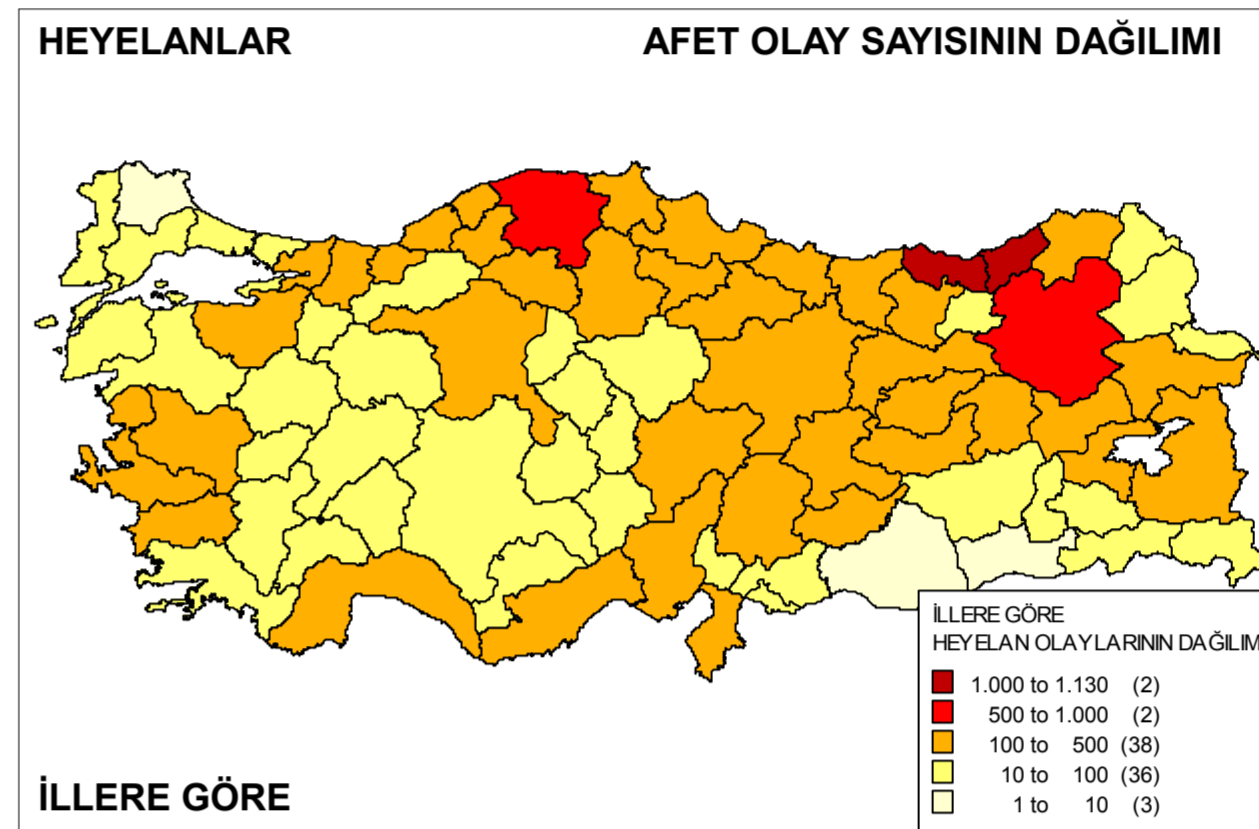 HEYELANLAR
AFET OLAY SAYISININ DAĞILIMI
İLLERE GÖRE
HEYELAN OLAYLARININ DAĞILIM
1.000 to 1.130 (2)
500 to 1.000 (2)
100 to 500 (38)
10 to 100 (36)
1 to 10 (3)
İLLERE GÖRE